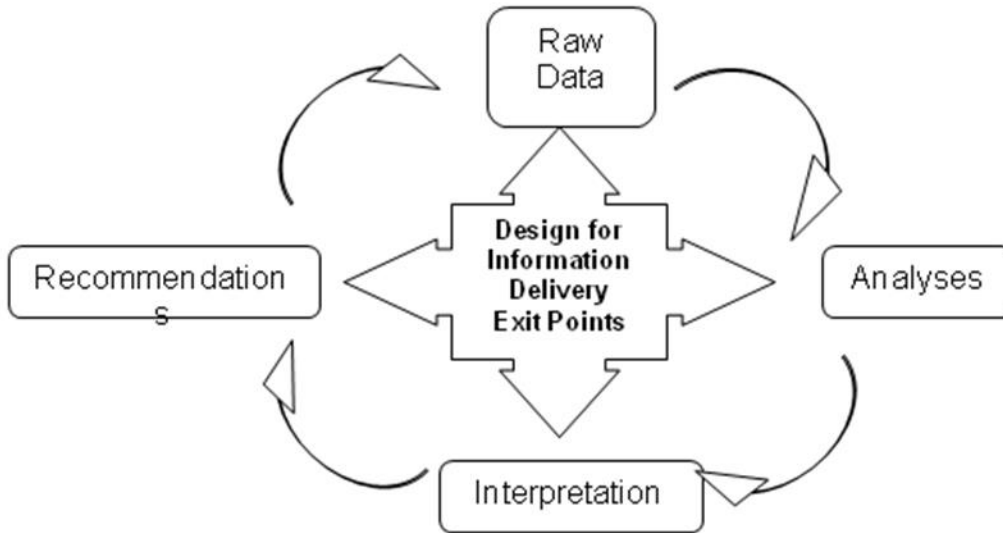 Raw
Data
Design for
Information
Delivery
Exit Points
Recommendation
s
Analyses
Interpretation